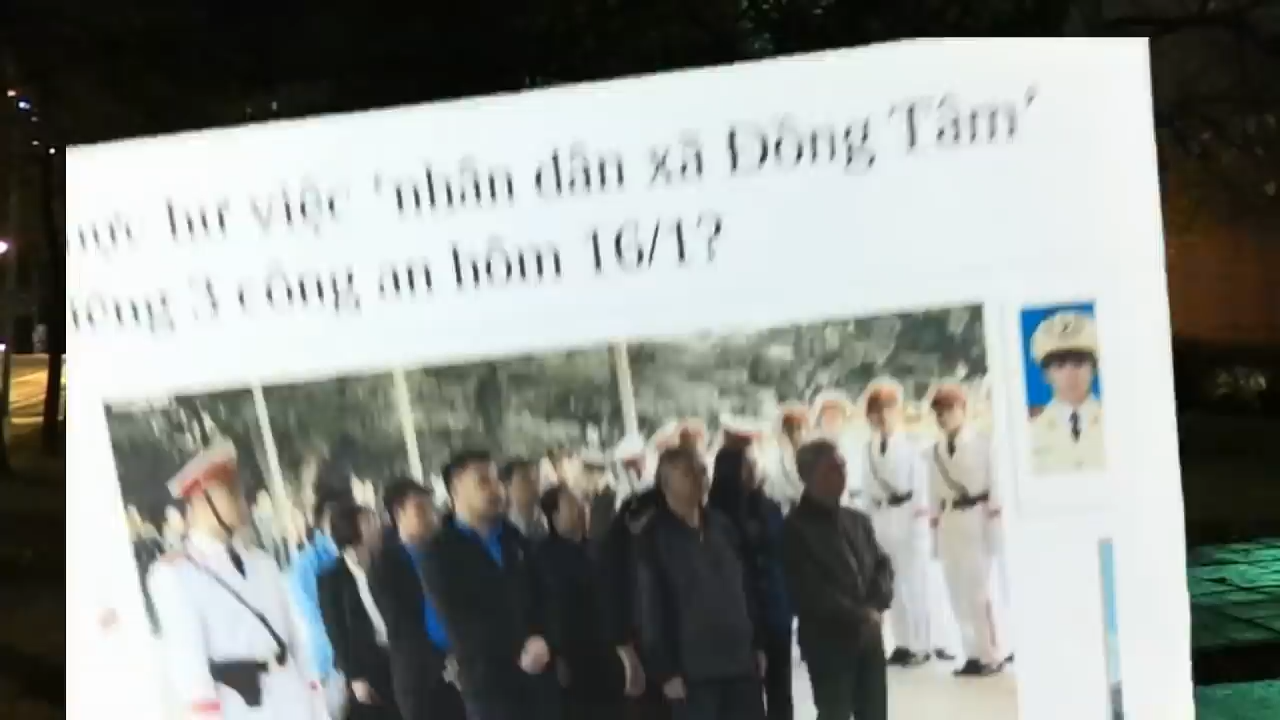 hư việc ‘nhân dân xã Đồng Tâm’
3 công an hôm 16/1?